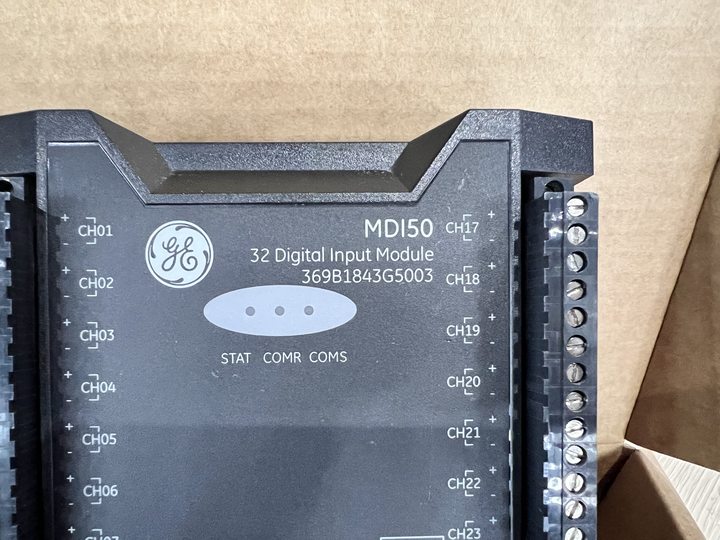 MDI50
32 Digital Input Module
369B1843G5003
GE
STAT COMR COMS
+
CH01
-
+
CH02
-
+
CH03
-
+
CH04
-
+
CH05
-
+
CH06
-
+
+
CH17
-
+
CH18
-
+
CH19
-
+
CH20
-
+
CH21
-
+
CH22
-
+
CH23
-